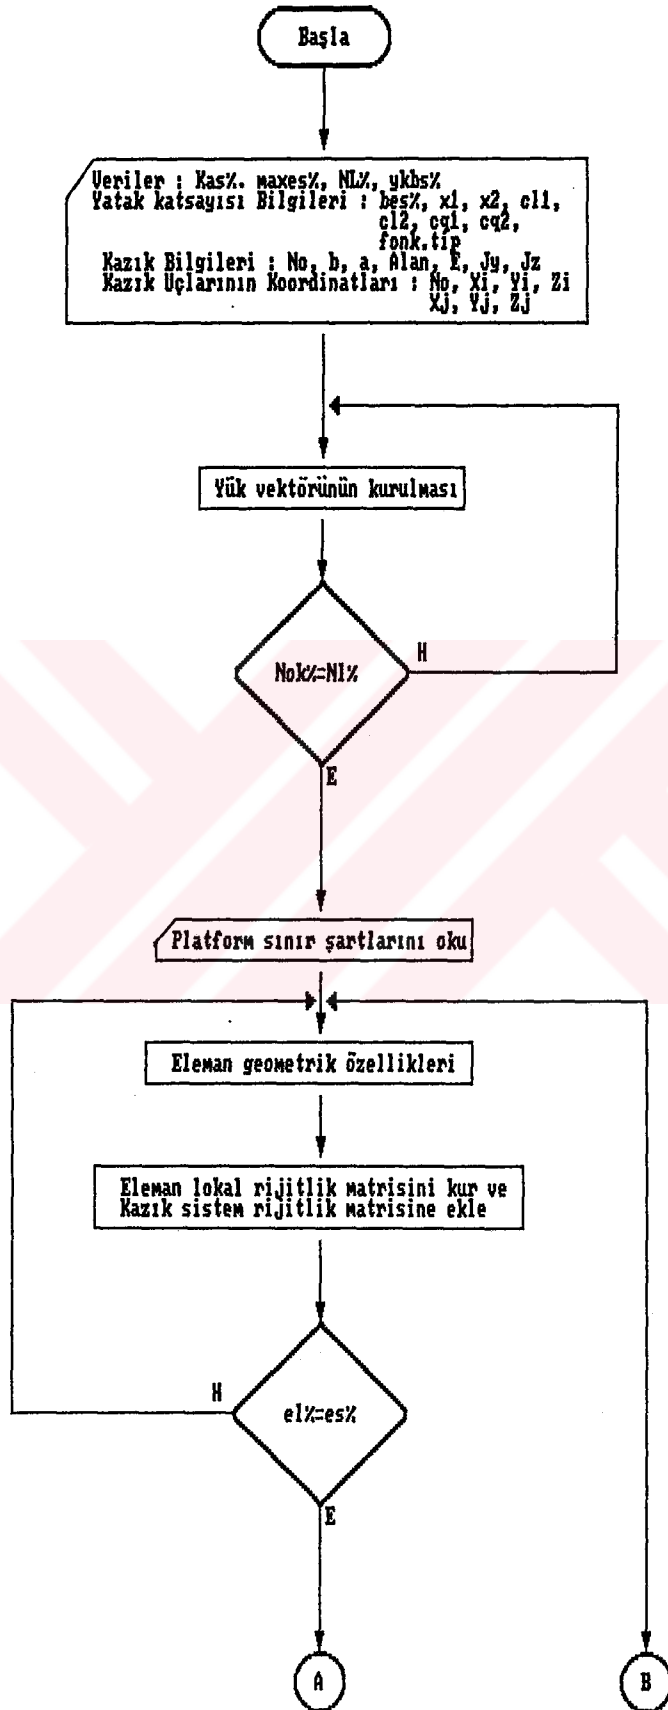 Başla
Veriler : Kas%. maxes%, NL%, ykbs%
Yatak katsayısı Bilgileri : bes%, x1, x2, cl1,
cl2, cq1, cq2,
fonk.tip
Kazık Bilgileri : No, b, a, Alan, E, Jy, Jz
Kazık Uçlarının Koordinatları : No, Xi, Yi, Zi
Xj, Yj, Zj
Yük vektörünün kurulması
H
Nok%=Nl%
E
Platform sınır şartlarını oku
Eleman geometrik özellikleri
Eleman lokal rijitlik matrisini kur ve
Kazık sistem rijitlik matrisine ekle
H
el%=es%
E
A
B